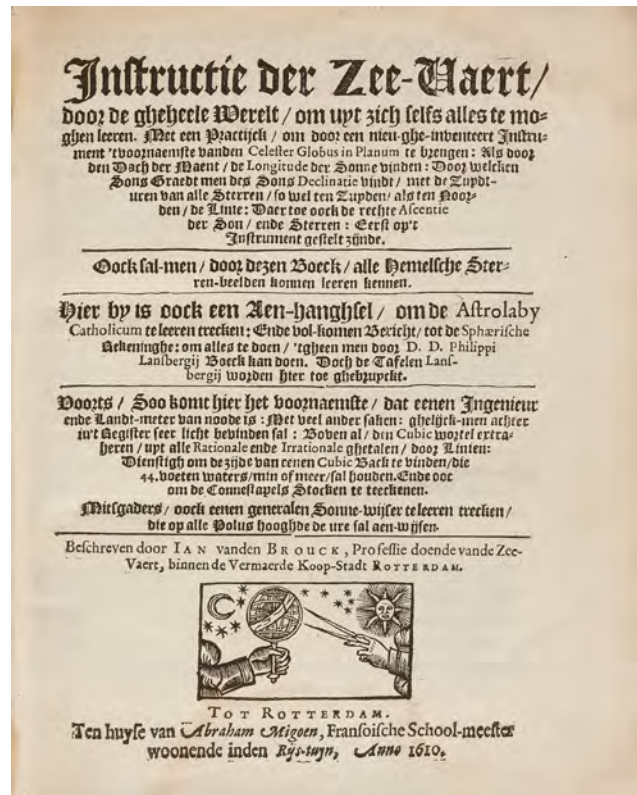 Instructie der Zee-Vaert/
door de gheheele Werelt / om uyt zich selfs alles te mo-
ghen leeren. Met een Practijck / om door een nieu-ghe-inventeert Instru-
ment 'tvoornaemste vanden Celester Globus in Planum te brengen: Als door
den Dach der Maent / de Longitude der Sonne vinden: Door welcken
Sons Graedt men des Sons Declinatie vindt / met de Zuydt-
uren van alle Sterren / so wel ten Zuyden / als ten Noor-
den / de Linie: Daer toe oock de rechte Ascentie
der Son / ende Sterren: Eerst op't
Instrument gestelt zijnde.
Oock sal-men / door dezen Boeck / alle Hemelsche Ster-
ren-beelden konnen leeren kennen.
Hier by is oock een Aen-hanghsel / om de Astrolaby
Catholicum te leeren trecken: Ende vol-komen Bericht / tot de Sphærische
Rekeninghe: om alles te doen / 'tgheen men door D. D. Philippi
Lansbergij Boeck kan doen. Doch de Tafelen Lans-
bergij worden hier toe ghebruyckt.
Voorts / Soo komt hier het voornaemste / dat eenen Ingenieur
ende Landt-meter van noode is: Met veel ander saken: ghelijck-men achter
in't Register seer licht bevinden sal: Boven al / den Cubic wortel extra-
heren / uyt alle Rationale ende Irrationale ghetalen / door Linien:
Dienstigh om de zijde van eenen Cubic Back te vinden / die
44. voeten waters / min of meer / sal houden. Ende ooc
om de Connestapels Stocken te teeckenen.
Mitsgaders / oock eenen generalen Sonne-wijser te leeren trecken /
die op alle Polus hooghde de ure sal aen-wijsen.
Beschreven door IAN vanden BROUCK, Professie doende vande Zee-
Vaert, binnen de Vermaerde Koop-Stadt ROTTERDAM.
TOT ROTTERDAM.
Ten huyse van Abraham Migoen, Fransoische School-meester
woonende inden Rys-tuyn, Anno 1610.